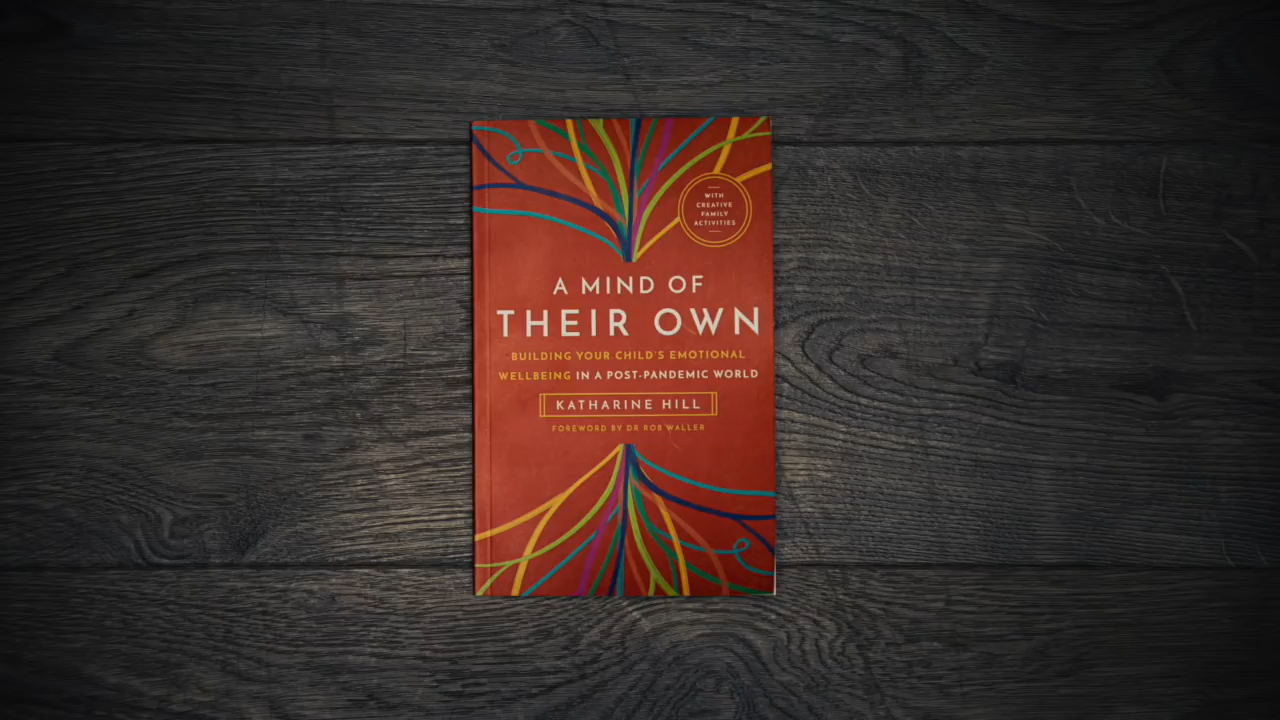 WITH
CREATIVE
FAMILY
ACTIVITIES
A MIND OF
THEIR OWN
BUILDING YOUR CHILD'S EMOTIONAL
WELLBEING IN A POST-PANDEMIC WORLD
KATHARINE HILL
FOREWORD BY DR ROB WALLER